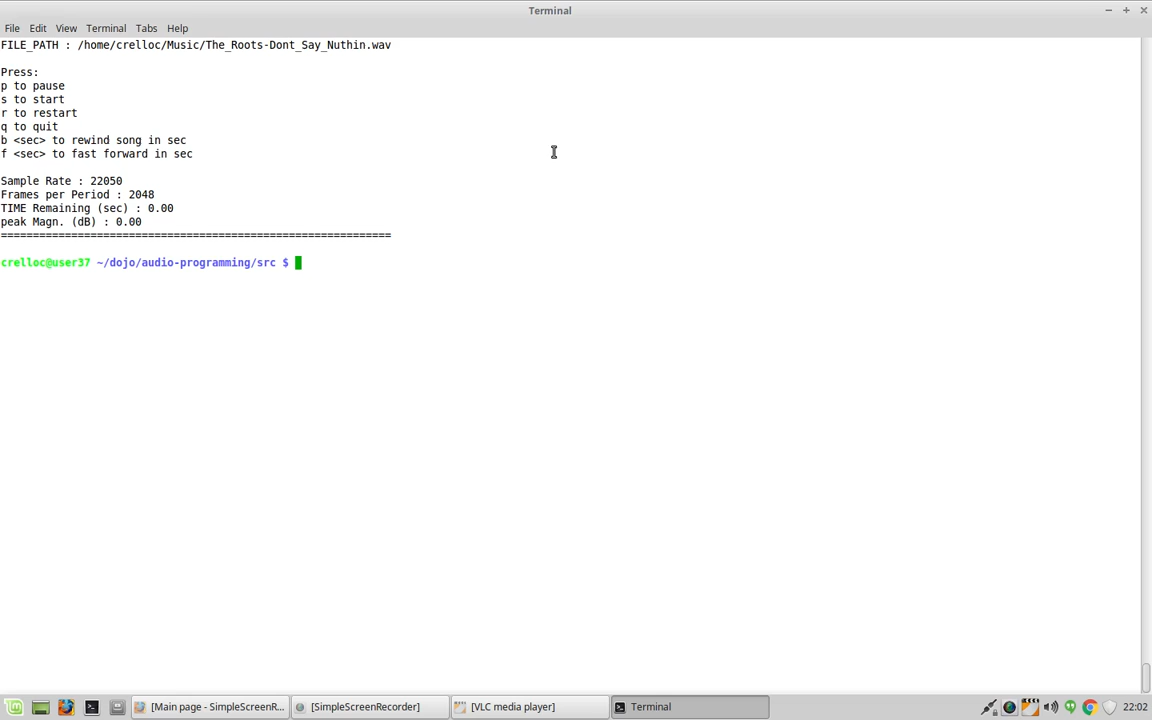 Terminal
File Edit View Terminal Tabs Help
FILE_PATH : /home/crelloc/Music/The_Roots-Dont_Say_Nuthin.wav
Press:
p to pause
s to start
r to restart
q to quit
b <sec> to rewind song in sec
f <sec> to fast forward in sec
Sample Rate : 22050
Frames per Period : 2048
TIME Remaining (sec) : 0.00
peak Magn. (dB) : 0.00
=============================================================
crelloc@user37 ~/dojo/audio-programming/src $
[Main page - SimpleScreenR... [SimpleScreenRecorder] [VLC media player] Terminal 22:02